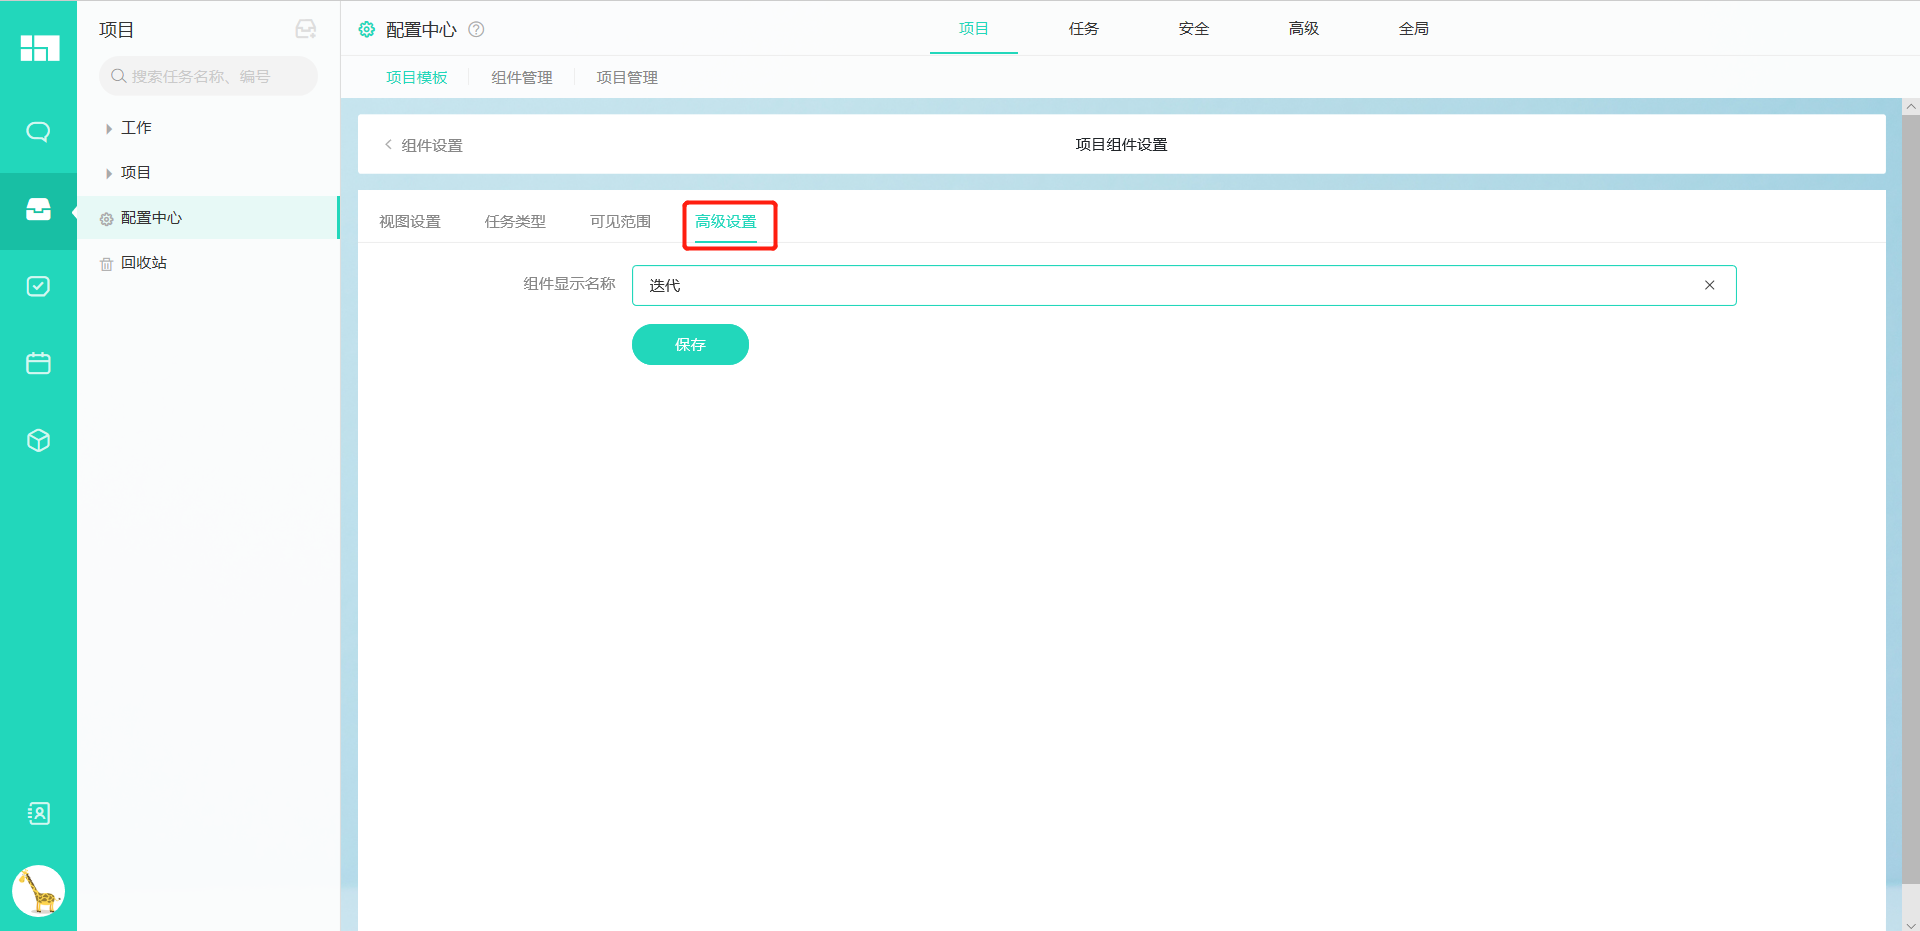 项目
搜索任务名称、编号
工作
项目
配置中心
回收站
配置中心
项目 任务 安全 高级 全局
项目模板 组件管理 项目管理
组件设置
项目组件设置
视图设置 任务类型 可见范围 高级设置
组件显示名称 迭代
保存